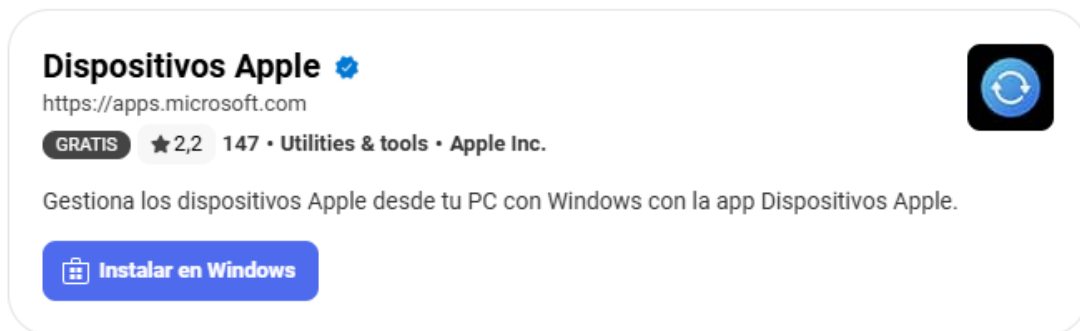 Dispositivos Apple
https://apps.microsoft.com
GRATIS ★2,2 147 • Utilities & tools • Apple Inc.
Gestiona los dispositivos Apple desde tu PC con Windows con la app Dispositivos Apple.
Instalar en Windows